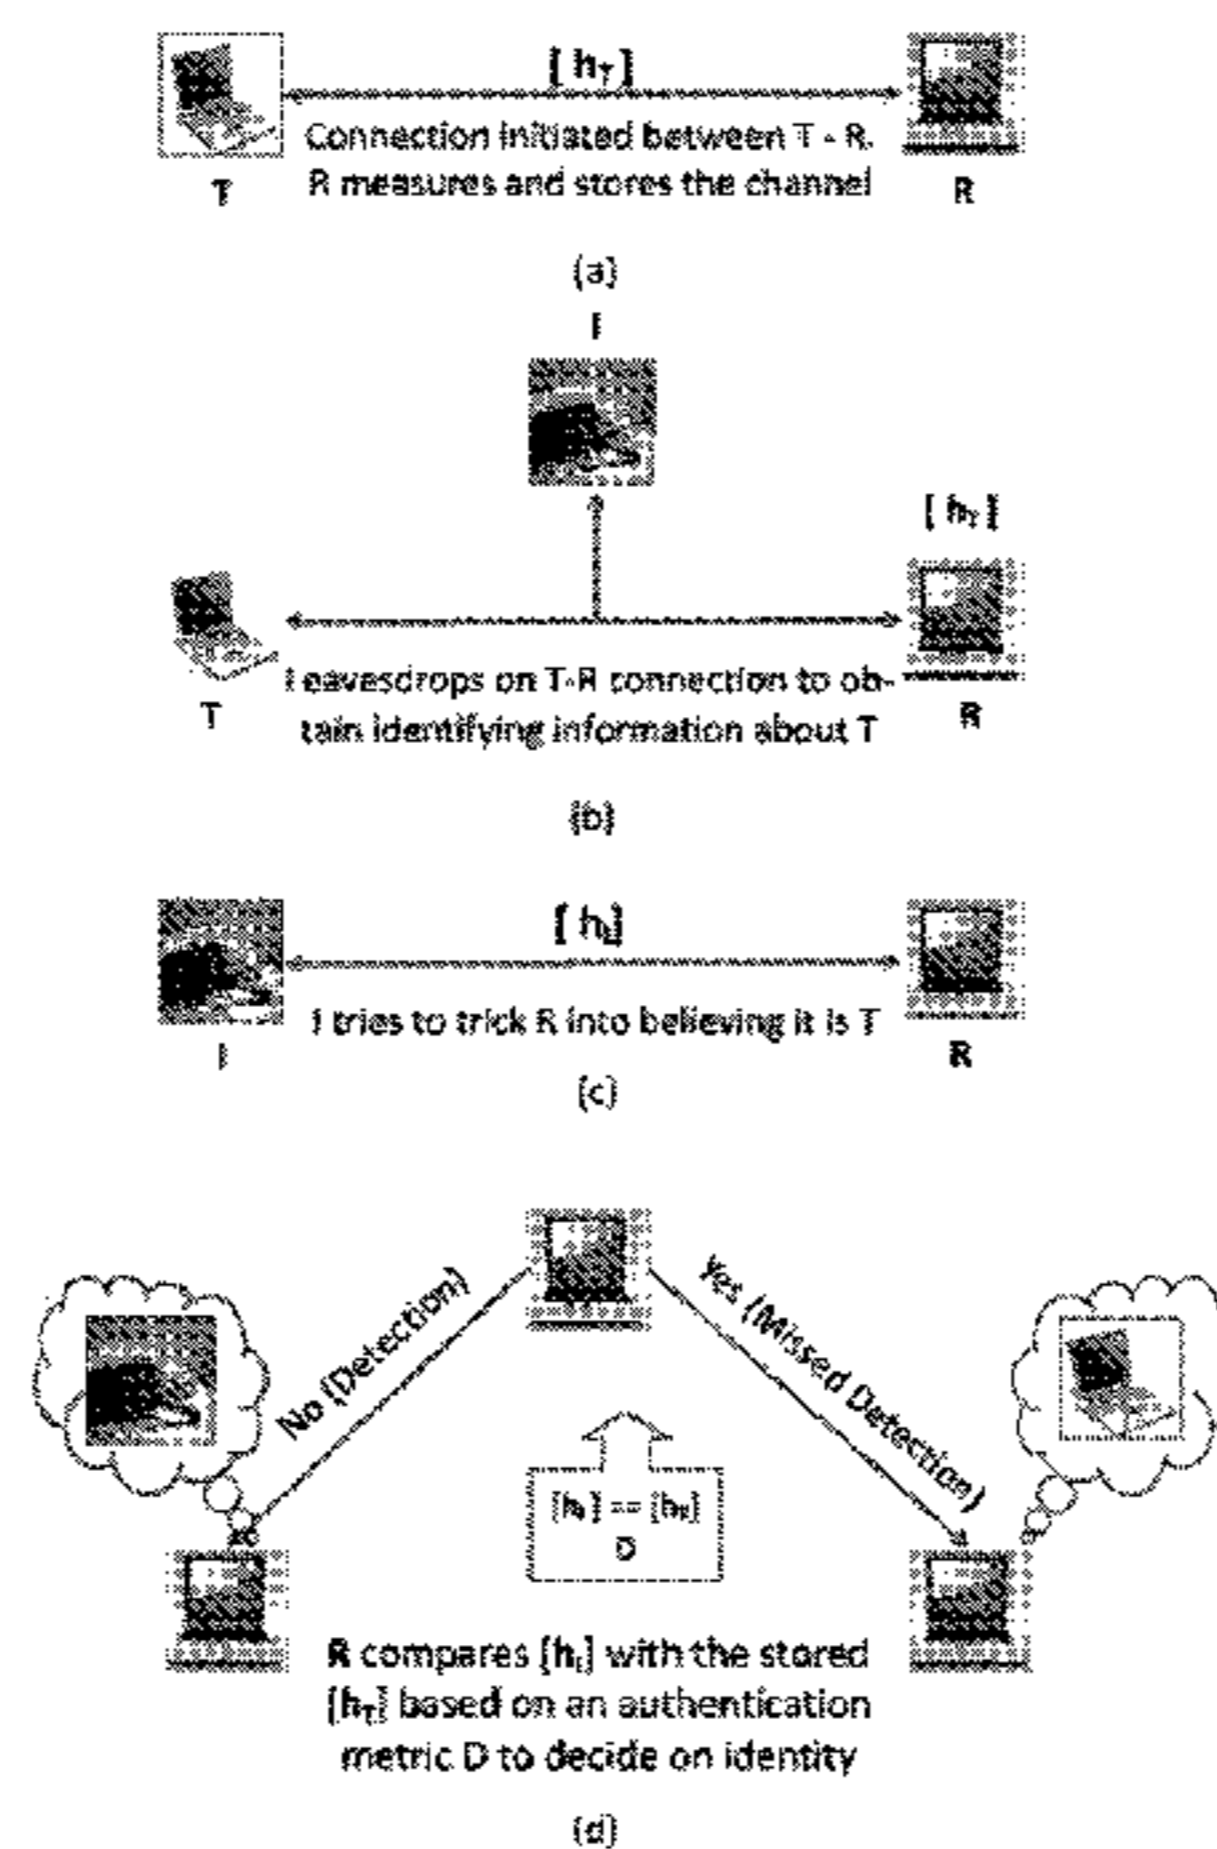 [ hT ]
Connection initiated between T - R.
R measures and stores the channel
T
R
(a)
I
[ hT ]
I eavesdrops on T-R connection to ob-
tain identifying information about T
T
R
(b)
[ hI]
I tries to trick R into believing it is T
I
R
(c)
No (Detection)
Yes (Missed Detection)
[hI] == [hT]
D
R compares [hI] with the stored
[hT] based on an authentication
metric D to decide on identity
(d)